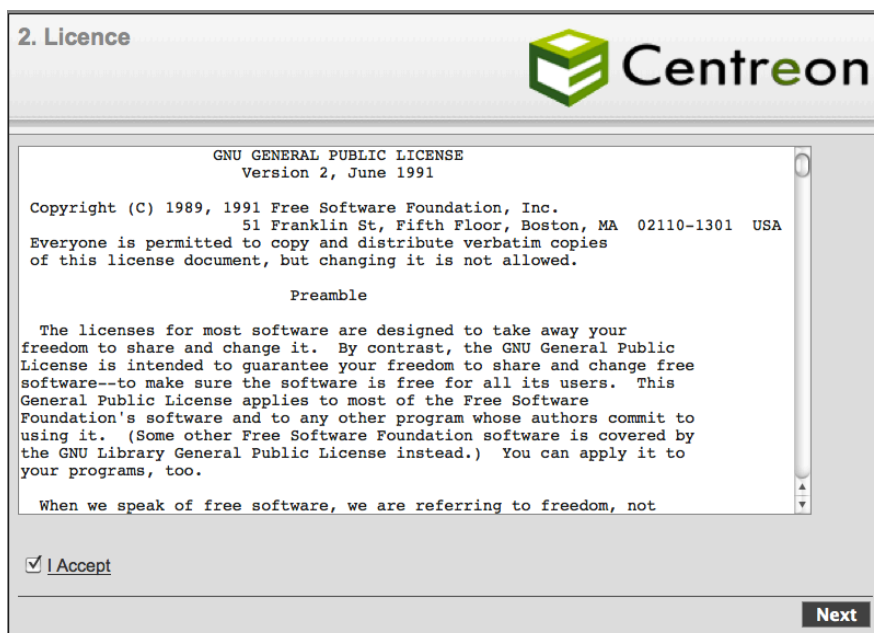 2. Licence
Centreon
GNU GENERAL PUBLIC LICENSE
Version 2, June 1991
Copyright (C) 1989, 1991 Free Software Foundation, Inc.
51 Franklin St, Fifth Floor, Boston, MA 02110-1301 USA
Everyone is permitted to copy and distribute verbatim copies
of this license document, but changing it is not allowed.
Preamble
The licenses for most software are designed to take away your
freedom to share and change it. By contrast, the GNU General Public
License is intended to guarantee your freedom to share and change free
software--to make sure the software is free for all its users. This
General Public License applies to most of the Free Software
Foundation's software and to any other program whose authors commit to
using it. (Some other Free Software Foundation software is covered by
the GNU Library General Public License instead.) You can apply it to
your programs, too.
When we speak of free software, we are referring to freedom, not
I Accept
Next